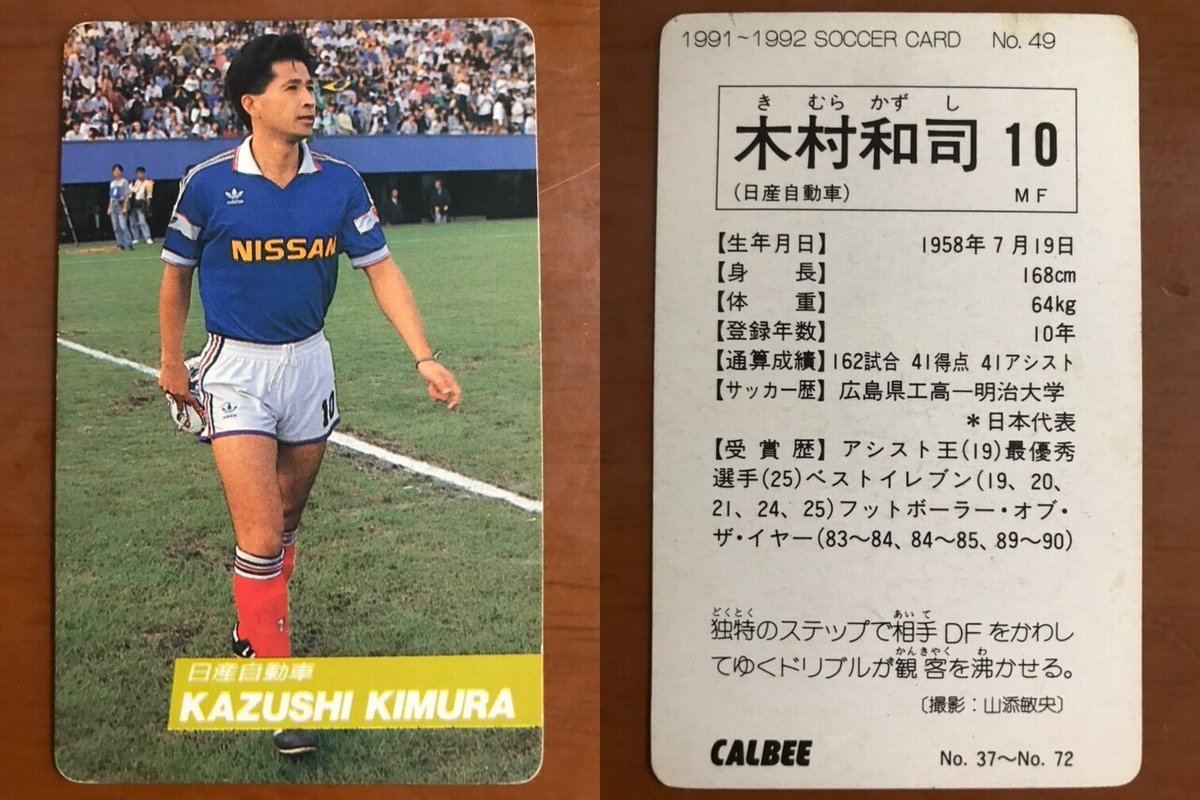 NISSAN
adidas
10
日産自動車
KAZUSHI KIMURA
1991~1992 SOCCER CARD No. 49
き むら かず し
木村和司 10
(日産自動車) MF
【生年月日】 1958年7月19日
【身 長】 168cm
【体 重】 64kg
【登録年数】 10年
【通算成績】162試合 41得点 41アシスト
【サッカー歴】広島県工高―明治大学
*日本代表
【受賞歴】アシスト王(19)最優秀
選手(25)ベストイレブン(19、20、
21、24、25)フットボーラー・オブ・
ザ・イヤー(83〜84、84〜85、89〜90)
どくとく あいて
独特のステップで相手DFをかわし
かんきゃく わ
てゆくドリブルが観客を沸かせる。
〔撮影：山添敏央〕
CALBEE No. 37〜No. 72